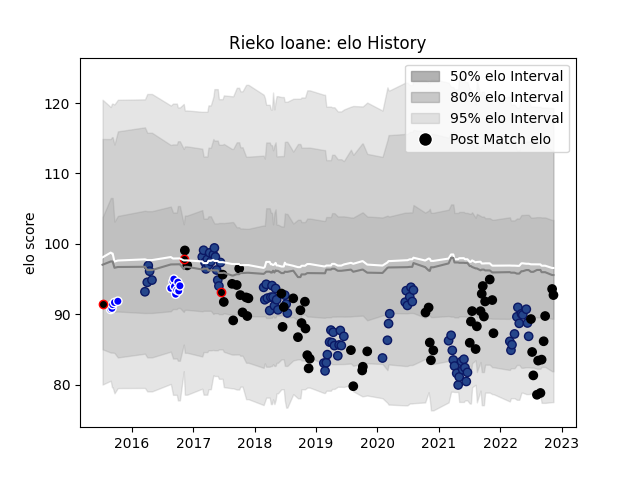 Rieko Ioane: elo History
50% elo Interval
80% elo Interval
95% elo Interval
Post Match elo
elo score
120
110
100
90
80
2016
2017
2018
2019
2020
2021
2022
2023